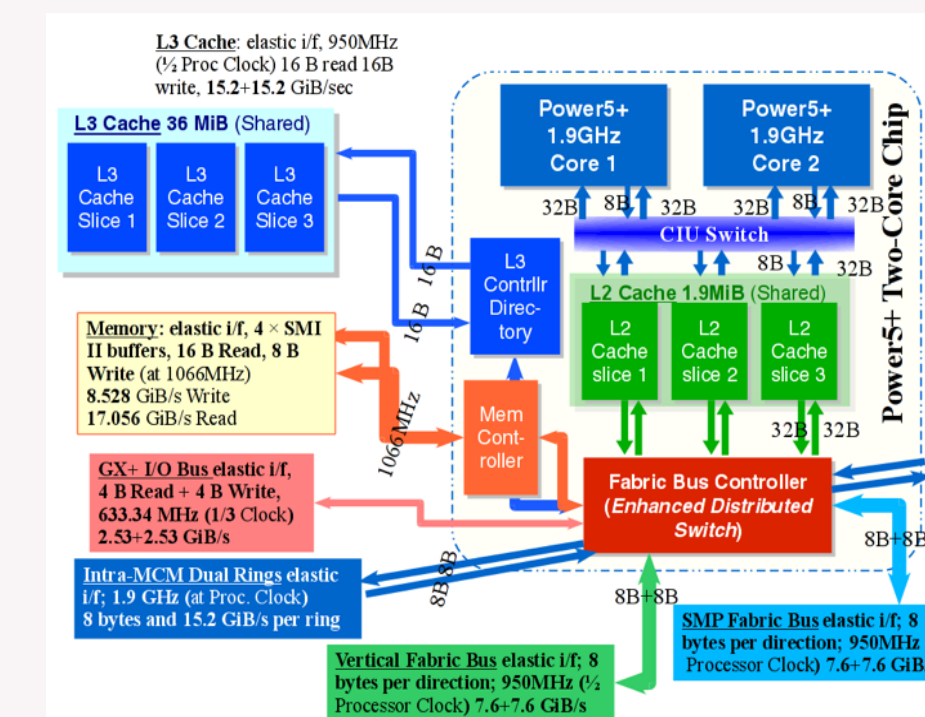 L3 Cache: elastic i/f, 950MHz
(½ Proc Clock) 16 B read 16B
write, 15.2+15.2 GiB/sec
L3 Cache 36 MiB (Shared)
L3
Cache
Slice 1
L3
Cache
Slice 2
L3
Cache
Slice 3
Power5+
1.9GHz
Core 1
Power5+
1.9GHz
Core 2
Power5+ Two-Core Chip
32B
8B
32B
32B
8B
32B
CIU Switch
8B
32B
16 B
16 B
L3
Contrllr
Direc-
tory
L2 Cache 1.9MiB (Shared)
L2
Cache
slice 1
L2
Cache
slice 2
L2
Cache
slice 3
Memory: elastic i/f, 4 × SMI
II buffers, 16 B Read, 8 B
Write (at 1066MHz)
8.528 GiB/s Write
17.056 GiB/s Read
1066MHz
Mem
Cont-
roller
32B
32B
GX+ I/O Bus elastic i/f,
4 B Read + 4 B Write,
633.34 MHz (1/3 Clock)
2.53+2.53 GiB/s
Fabric Bus Controller
(Enhanced Distributed
Switch)
8B+8B
Intra-MCM Dual Rings elastic
i/f; 1.9 GHz (at Proc. Clock)
8 bytes and 15.2 GiB/s per ring
8B 8B
8B+8B
SMP Fabric Bus elastic i/f; 8
bytes per direction; 950MHz
Processor Clock) 7.6+7.6 GiB
Vertical Fabric Bus elastic i/f; 8
bytes per direction; 950MHz (½
Processor Clock) 7.6+7.6 GiB/s